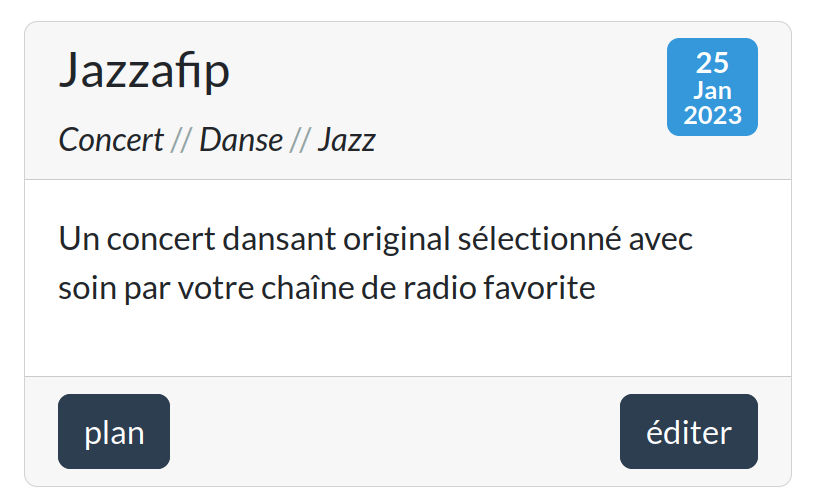 Jazzafip
25
Jan
2023
Concert // Danse // Jazz
Un concert dansant original sélectionné avec
soin par votre chaîne de radio favorite
plan
éditer